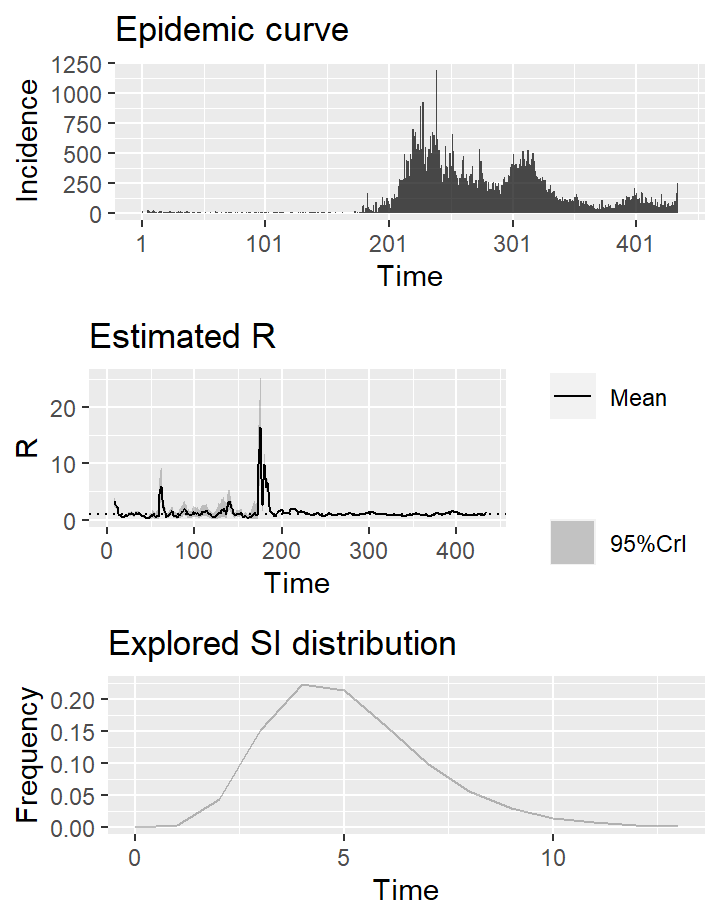 Epidemic curve
Incidence
1250
1000
750
500
250
0
1 101 201 301 401
Time
Estimated R
R
20
10
0
0 100 200 300 400
Time
Mean
95%CrI
Explored SI distribution
Frequency
0.20
0.15
0.10
0.05
0.00
0 5 10
Time